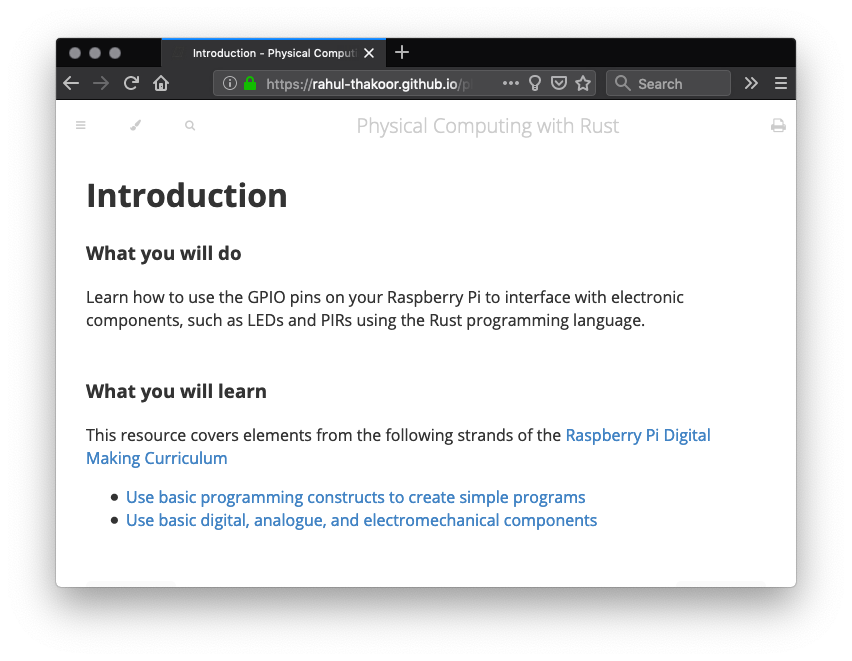 Introduction - Physical Comput
https://rahul-thakoor.github.io/p
Search
Physical Computing with Rust
Introduction
What you will do
Learn how to use the GPIO pins on your Raspberry Pi to interface with electronic
components, such as LEDs and PIRs using the Rust programming language.
What you will learn
This resource covers elements from the following strands of the Raspberry Pi Digital
Making Curriculum
Use basic programming constructs to create simple programs
Use basic digital, analogue, and electromechanical components